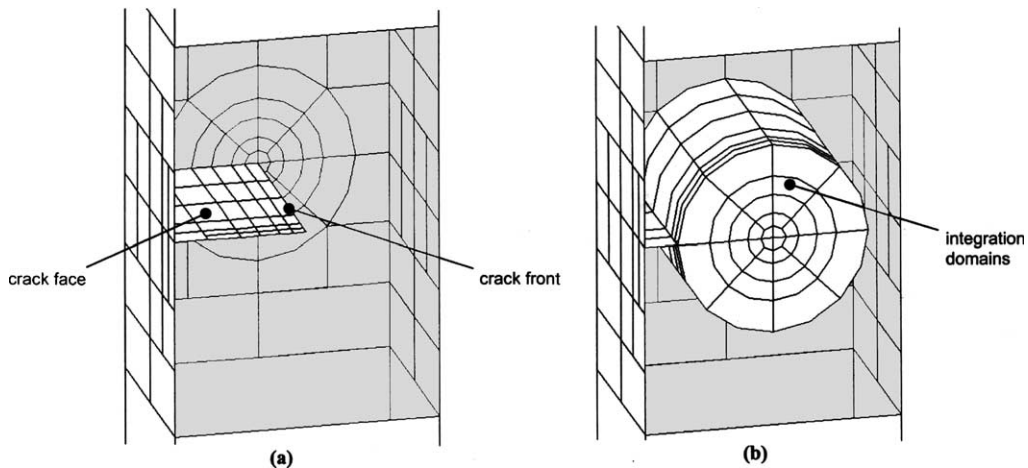 crack face
crack front
(a)
integration
domains
(b)